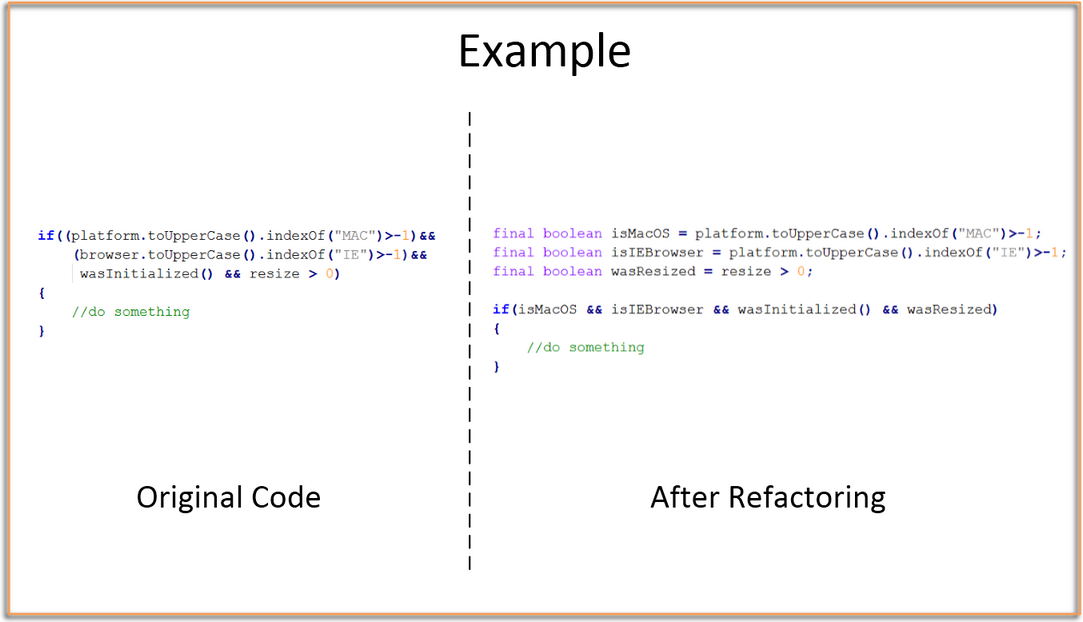 Example
if((platform.toUpperCase().indexOf("MAC")>-1)&&
(browser.toUpperCase().indexOf("IE")>-1)&&
wasInitialized() && resize > 0)
{
//do something
}
Original Code
final boolean isMacOS = platform.toUpperCase().indexOf("MAC")>-1;
final boolean isIEBrowser = platform.toUpperCase().indexOf("IE")>-1;
final boolean wasResized = resize > 0;
if(isMacOS && isIEBrowser && wasInitialized() && wasResized)
{
//do something
}
After Refactoring